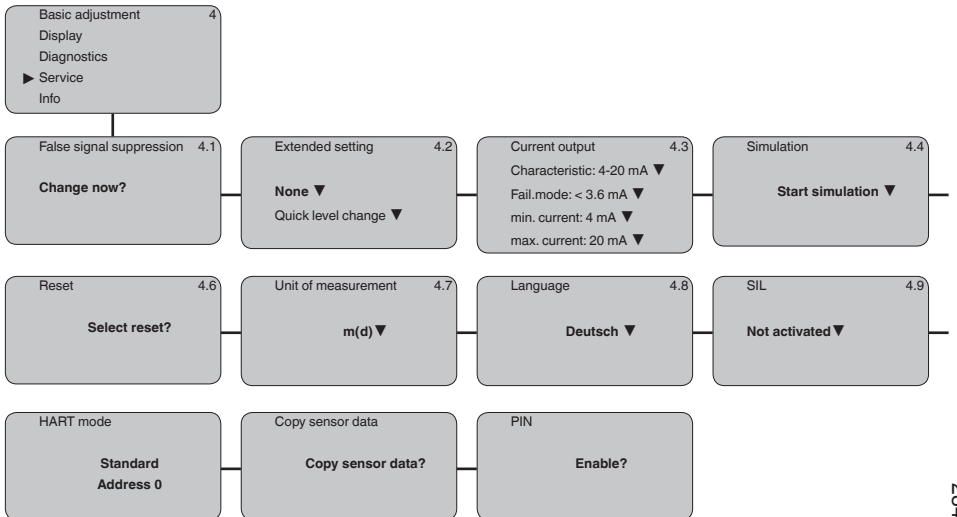 Basic adjustment 4
Display
Diagnostics
▶ Service
Info
False signal suppression 4.1
Change now?
Extended setting 4.2
None ▼
Quick level change ▼
Current output 4.3
Characteristic: 4-20 mA ▼
Fail.mode: < 3.6 mA ▼
min. current: 4 mA ▼
max. current: 20 mA ▼
Simulation 4.4
Start simulation ▼
Reset 4.6
Select reset?
Unit of measurement 4.7
m(d) ▼
Language 4.8
Deutsch ▼
SIL 4.9
Not activated ▼
HART mode
Standard
Address 0
Copy sensor data
Copy sensor data?
PIN
Enable?